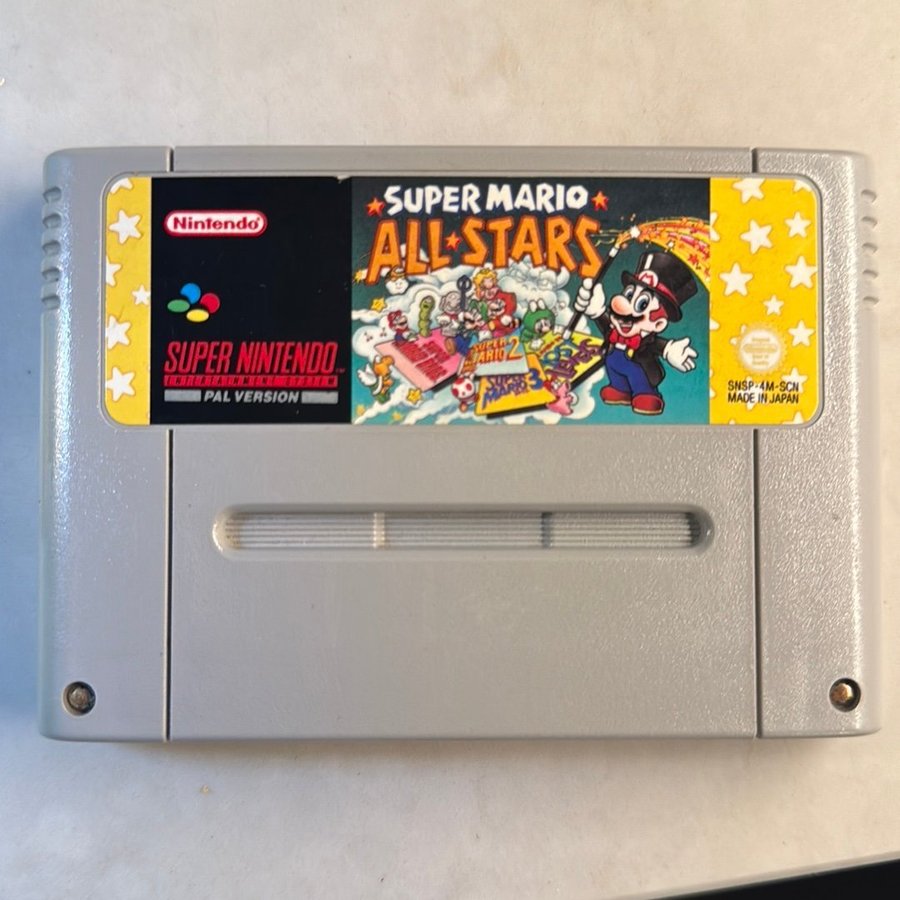 Nintendo
SUPER NINTENDO
ENTERTAINMENT SYSTEM
PAL VERSION
SUPER MARIO
ALL★STARS
SUPER
MARIO 2
SUPER
MARIO 3
SNSP-4M-SCN
MADE IN JAPAN